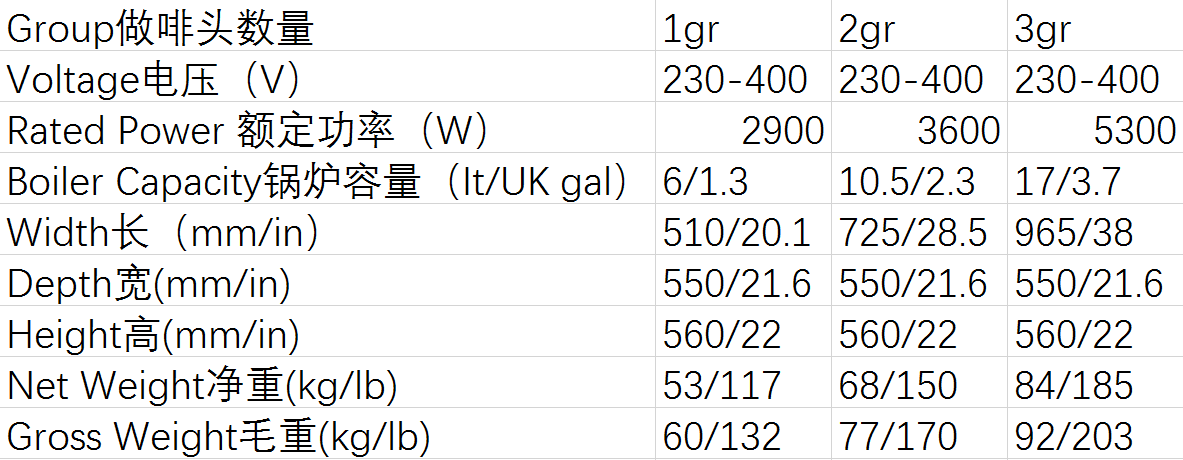 Group做啡头数量 1gr 2gr 3gr
Voltage电压（V） 230-400 230-400 230-400
Rated Power 额定功率（W） 2900 3600 5300
Boiler Capacity锅炉容量（lt/UK gal） 6/1.3 10.5/2.3 17/3.7
Width长（mm/in） 510/20.1 725/28.5 965/38
Depth宽(mm/in) 550/21.6 550/21.6 550/21.6
Height高(mm/in) 560/22 560/22 560/22
Net Weight净重(kg/lb) 53/117 68/150 84/185
Gross Weight毛重(kg/lb) 60/132 77/170 92/203